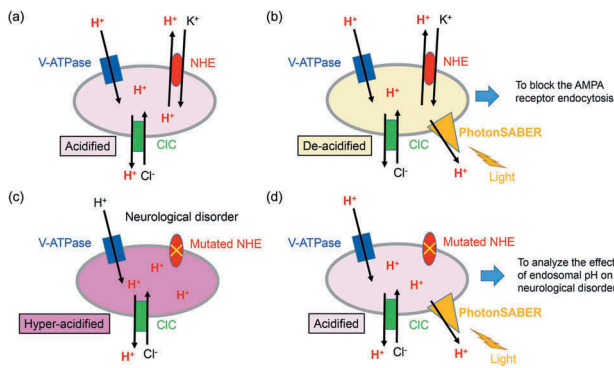 (a)
H⁺
H⁺
K⁺
V-ATPase
NHE
H⁺
H⁺
Acidified
ClC
H⁺
Cl⁻
(b)
H⁺
H⁺
K⁺
V-ATPase
NHE
H⁺
To block the AMPA
receptor endocytosis
De-acidified
ClC
PhotonSABER
H⁺
Cl⁻
H⁺
Light
(c)
H⁺
Neurological disorder
V-ATPase
Mutated NHE
H⁺
H⁺
H⁺
Hyper-acidified
ClC
H⁺
Cl⁻
(d)
H⁺
V-ATPase
Mutated NHE
H⁺
To analyze the effect
of endosomal pH on
neurological disorder
Acidified
ClC
PhotonSABER
H⁺
Cl⁻
H⁺
Light